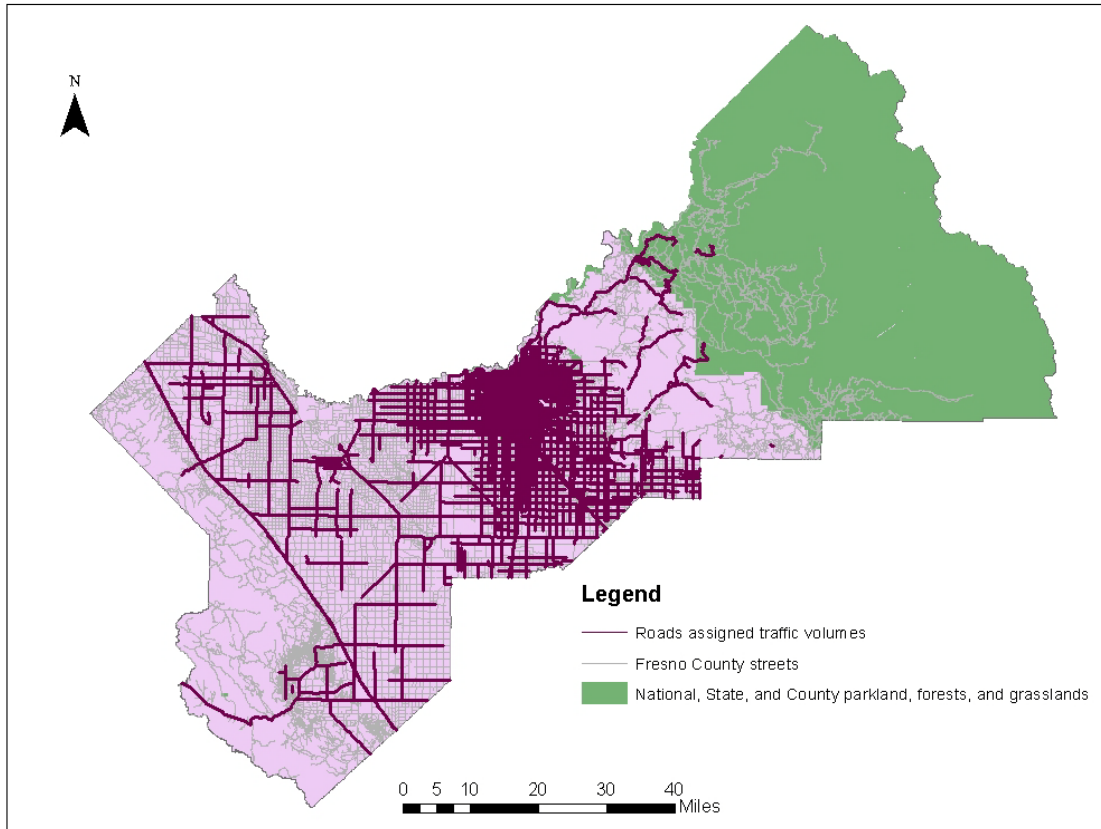 N
Legend
Roads assigned traffic volumes
Fresno County streets
National, State, and County parkland, forests, and grasslands
0 5 10 20 30 40
Miles